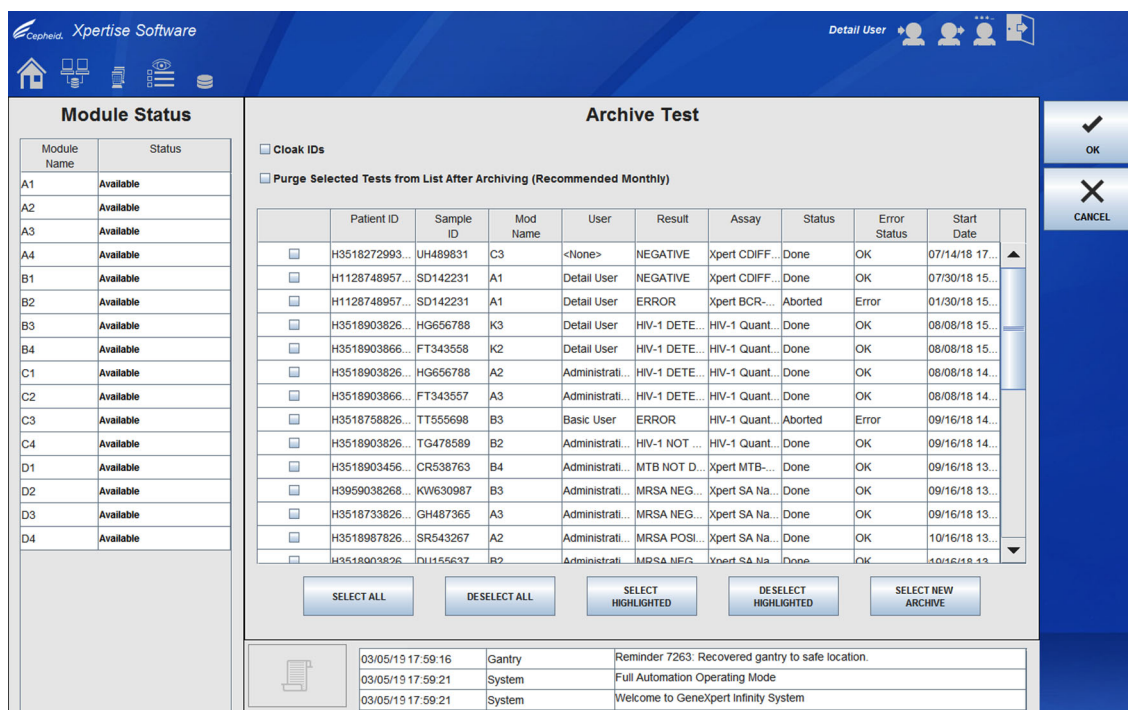 Cepheid. Xpertise Software
Detail User
Module Status
Module Name Status
A1 Available
A2 Available
A3 Available
A4 Available
B1 Available
B2 Available
B3 Available
B4 Available
C1 Available
C2 Available
C3 Available
C4 Available
D1 Available
D2 Available
D3 Available
D4 Available
Archive Test
Cloak IDs
Purge Selected Tests from List After Archiving (Recommended Monthly)
Patient ID Sample ID Mod Name User Result Assay Status Error Status Start Date
H3518272993... UH489831 C3 <None> NEGATIVE Xpert CDIFF... Done OK 07/14/18 17...
H1128748957... SD142231 A1 Detail User NEGATIVE Xpert CDIFF... Done OK 07/30/18 15...
H1128748957... SD142231 A1 Detail User ERROR Xpert BCR-... Aborted Error 01/30/18 15...
H3518903826... HG656788 K3 Detail User HIV-1 DETE... HIV-1 Quant... Done OK 08/08/18 15...
H3518903866... FT343558 K2 Detail User HIV-1 DETE... HIV-1 Quant... Done OK 08/08/18 15...
H3518903826... HG656788 A2 Administrati... HIV-1 DETE... HIV-1 Quant... Done OK 08/08/18 14...
H3518903866... FT343557 A3 Administrati... HIV-1 DETE... HIV-1 Quant... Done OK 08/08/18 14...
H3518758826... TT555698 B3 Basic User ERROR HIV-1 Quant... Aborted Error 09/16/18 14...
H3518903826... TG478589 B2 Administrati... HIV-1 NOT ... HIV-1 Quant... Done OK 09/16/18 14...
H3518903456... CR538763 B4 Administrati... MTB NOT D... Xpert MTB-... Done OK 09/16/18 13...
H3959038268... KW630987 B3 Administrati... MRSA NEG... Xpert SA Na... Done OK 09/16/18 13...
H3518733826... GH487365 A3 Administrati... MRSA NEG... Xpert SA Na... Done OK 09/16/18 13...
H3518987826... SR543267 A2 Administrati... MRSA POSI... Xpert SA Na... Done OK 10/16/18 13...
H3518903826... DU155637 B2 Administrati... MRSA NEG... Xpert SA Na... Done OK 10/16/18 13...
SELECT ALL
DESELECT ALL
SELECT HIGHLIGHTED
DESELECT HIGHLIGHTED
SELECT NEW ARCHIVE
03/05/19 17:59:16 Gantry Reminder 7263: Recovered gantry to safe location.
03/05/19 17:59:21 System Full Automation Operating Mode
03/05/19 17:59:21 System Welcome to GeneXpert Infinity System
OK
CANCEL